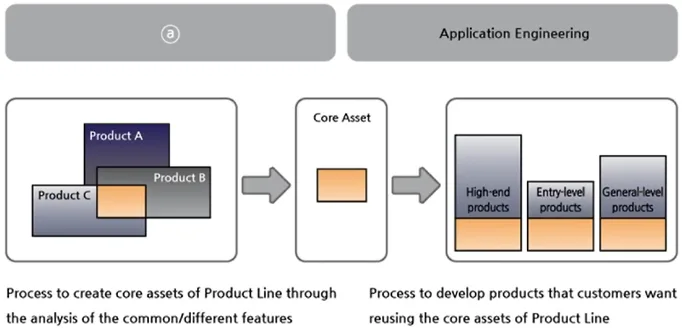 ⓐ
Application Engineering
Product A
Product B
Product C
Core Asset
High-end
products
Entry-level
products
General-level
products
Process to create core assets of Product Line through
the analysis of the common/different features
Process to develop products that customers want
reusing the core assets of Product Line